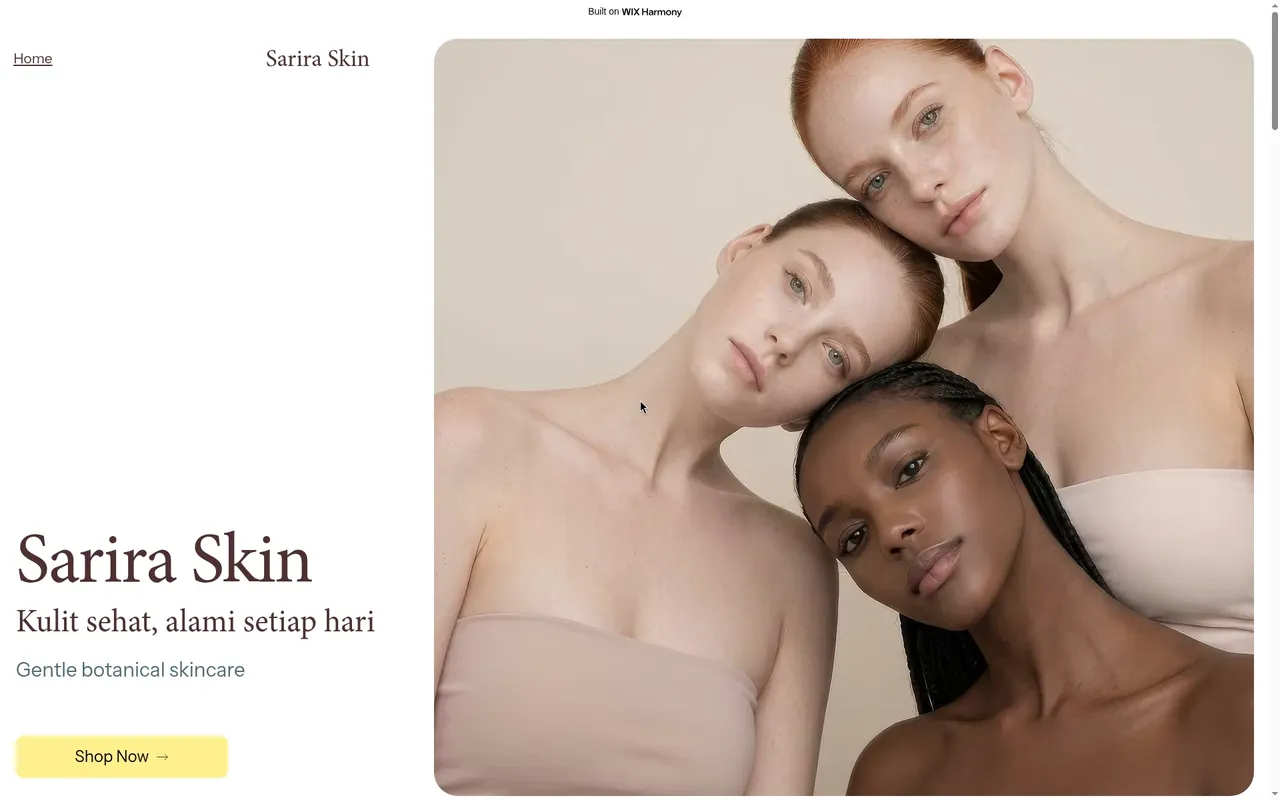 Built on WIX Harmony
Home
Sarira Skin
Sarira Skin
Kulit sehat, alami setiap hari
Gentle botanical skincare
Shop Now →